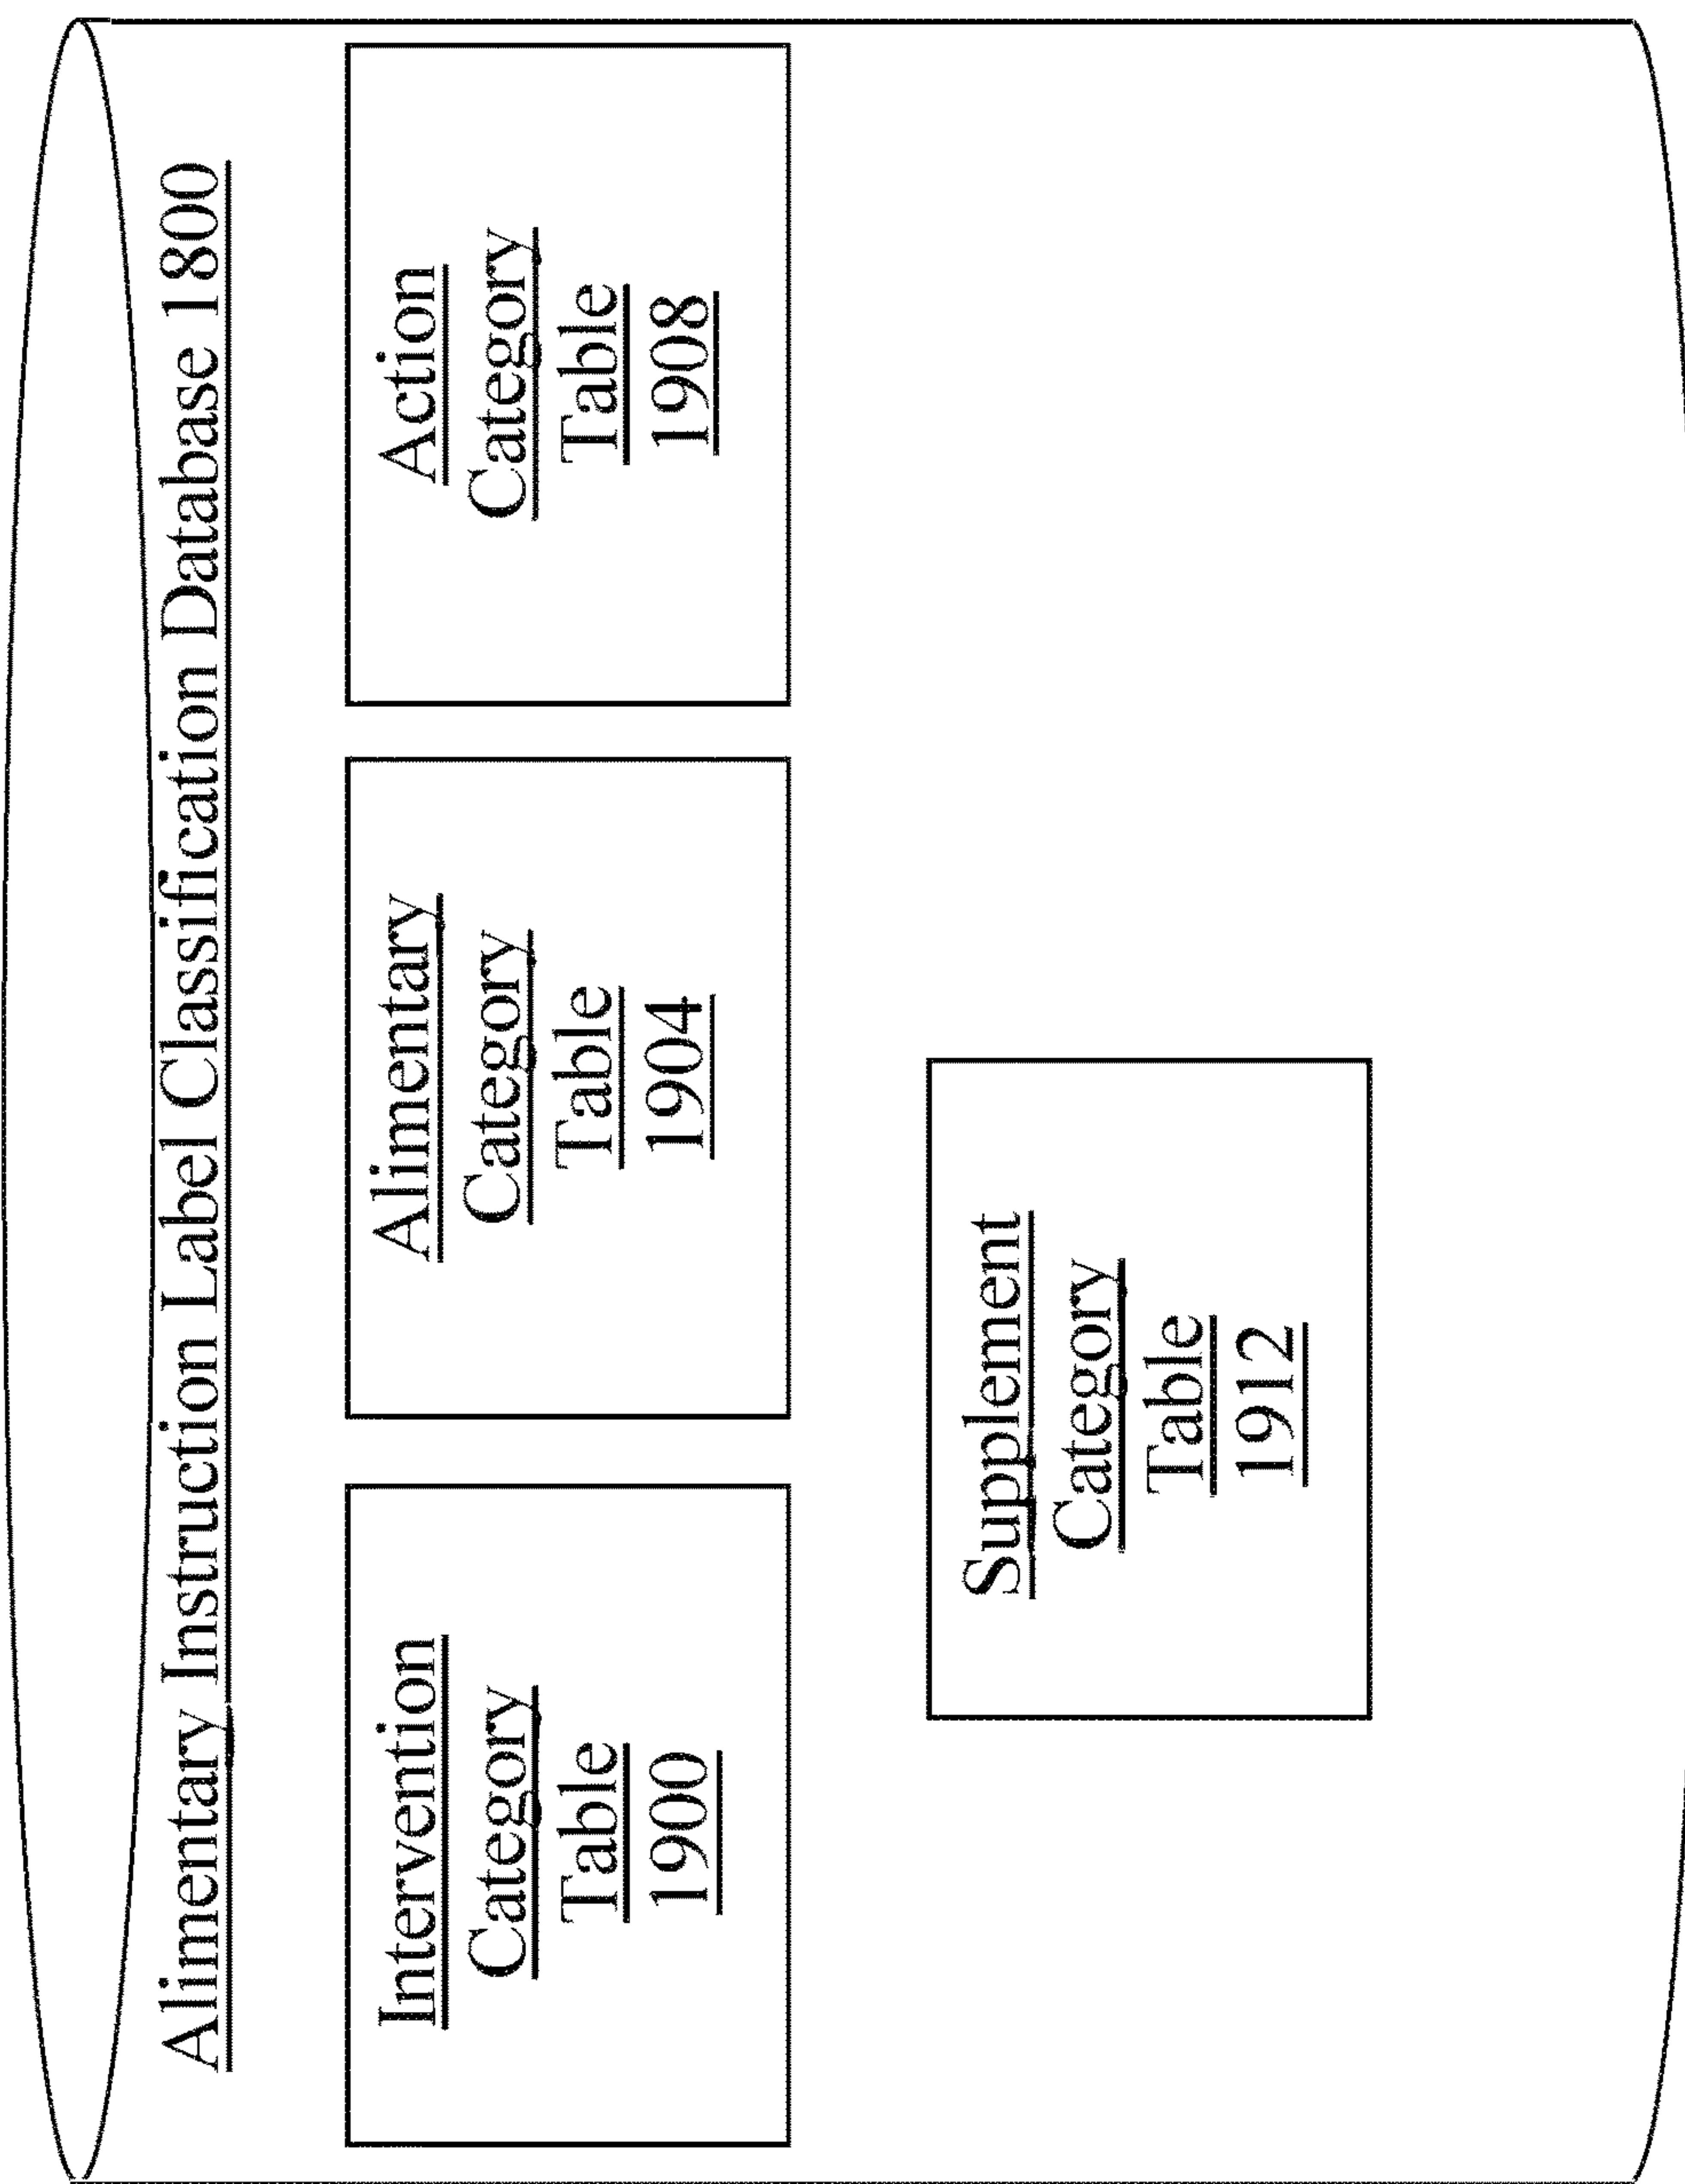 Alimentary Instruction Label Classification Database 1800
Intervention
Category
Table
1900
Alimentary
Category
Table
1904
Action
Category
Table
1908
Supplement
Category
Table
1912